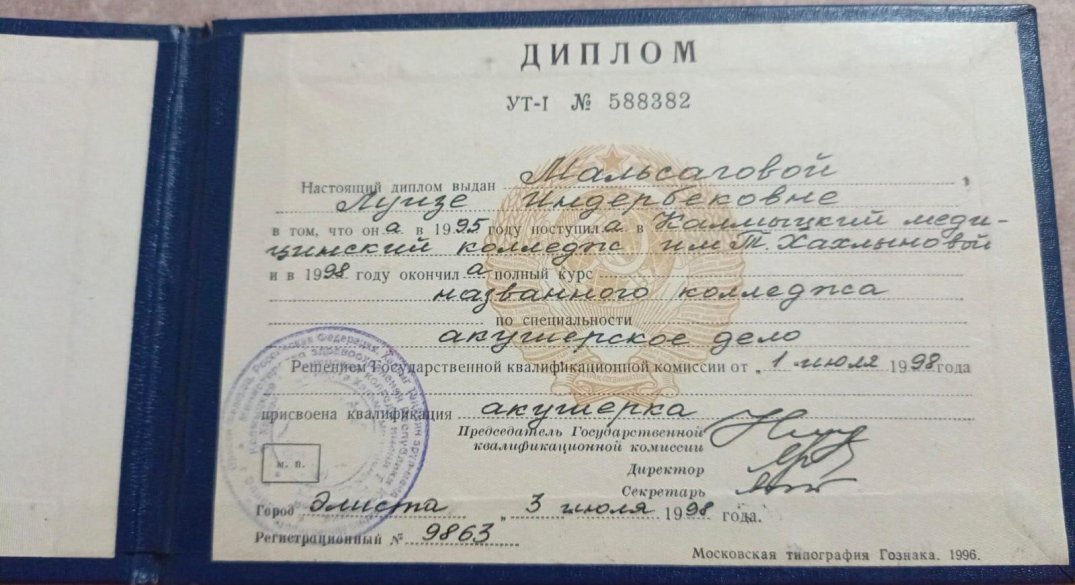 ДИПЛОМ
УТ-I № 588382
Настоящий диплом выдан Мальсаговой,
Луизе Индербековне
в том, что она в 1995 году поступила в Калмыцкий меди-
цинский колледж им Т. Хахлыновой
и в 1998 году окончила полный курс
названного колледжа
по специальности
акушерское дело
Решением Государственной квалификационной комиссии от „1 июля 1998 года
присвоена квалификация акушерка
Председатель Государственной
квалификационной комиссии
Директор
Секретарь
М. П.
Город Элиста „3 июля 1998 года.
Регистрационный № 9863
Московская типография Гознака. 1996.